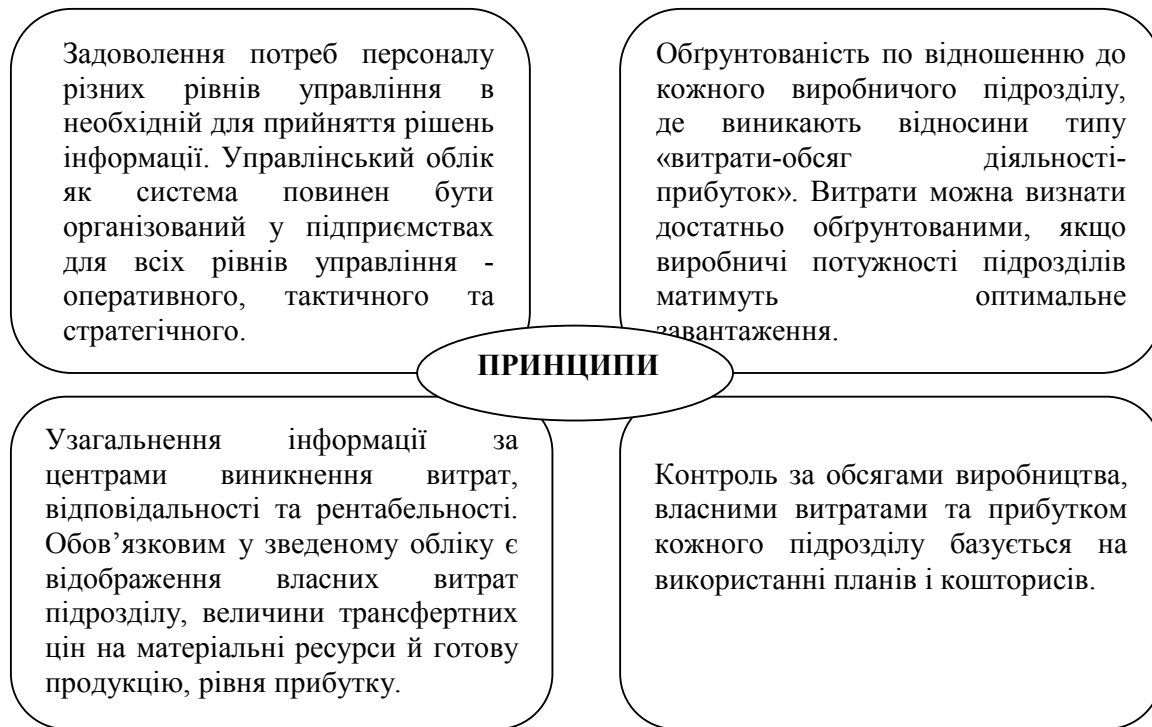 Задоволення потреб персоналу
різних рівнів управління в
необхідній для прийняття рішень
інформації. Управлінський облік
як система повинен бути
організований у підприємствах
для всіх рівнів управління -
оперативного, тактичного та
стратегічного.
Обґрунтованість по відношенню до
кожного виробничого підрозділу,
де виникають відносини типу
«витрати-обсяг діяльності-
прибуток». Витрати можна визнати
достатньо обґрунтованими, якщо
виробничі потужності підрозділів
матимуть оптимальне
завантаження.
ПРИНЦИПИ
Узагальнення інформації за
центрами виникнення витрат,
відповідальності та рентабельності.
Обов’язковим у зведеному обліку є
відображення власних витрат
підрозділу, величини трансфертних
цін на матеріальні ресурси й готову
продукцію, рівня прибутку.
Контроль за обсягами виробництва,
власними витратами та прибутком
кожного підрозділу базується на
використанні планів і кошторисів.